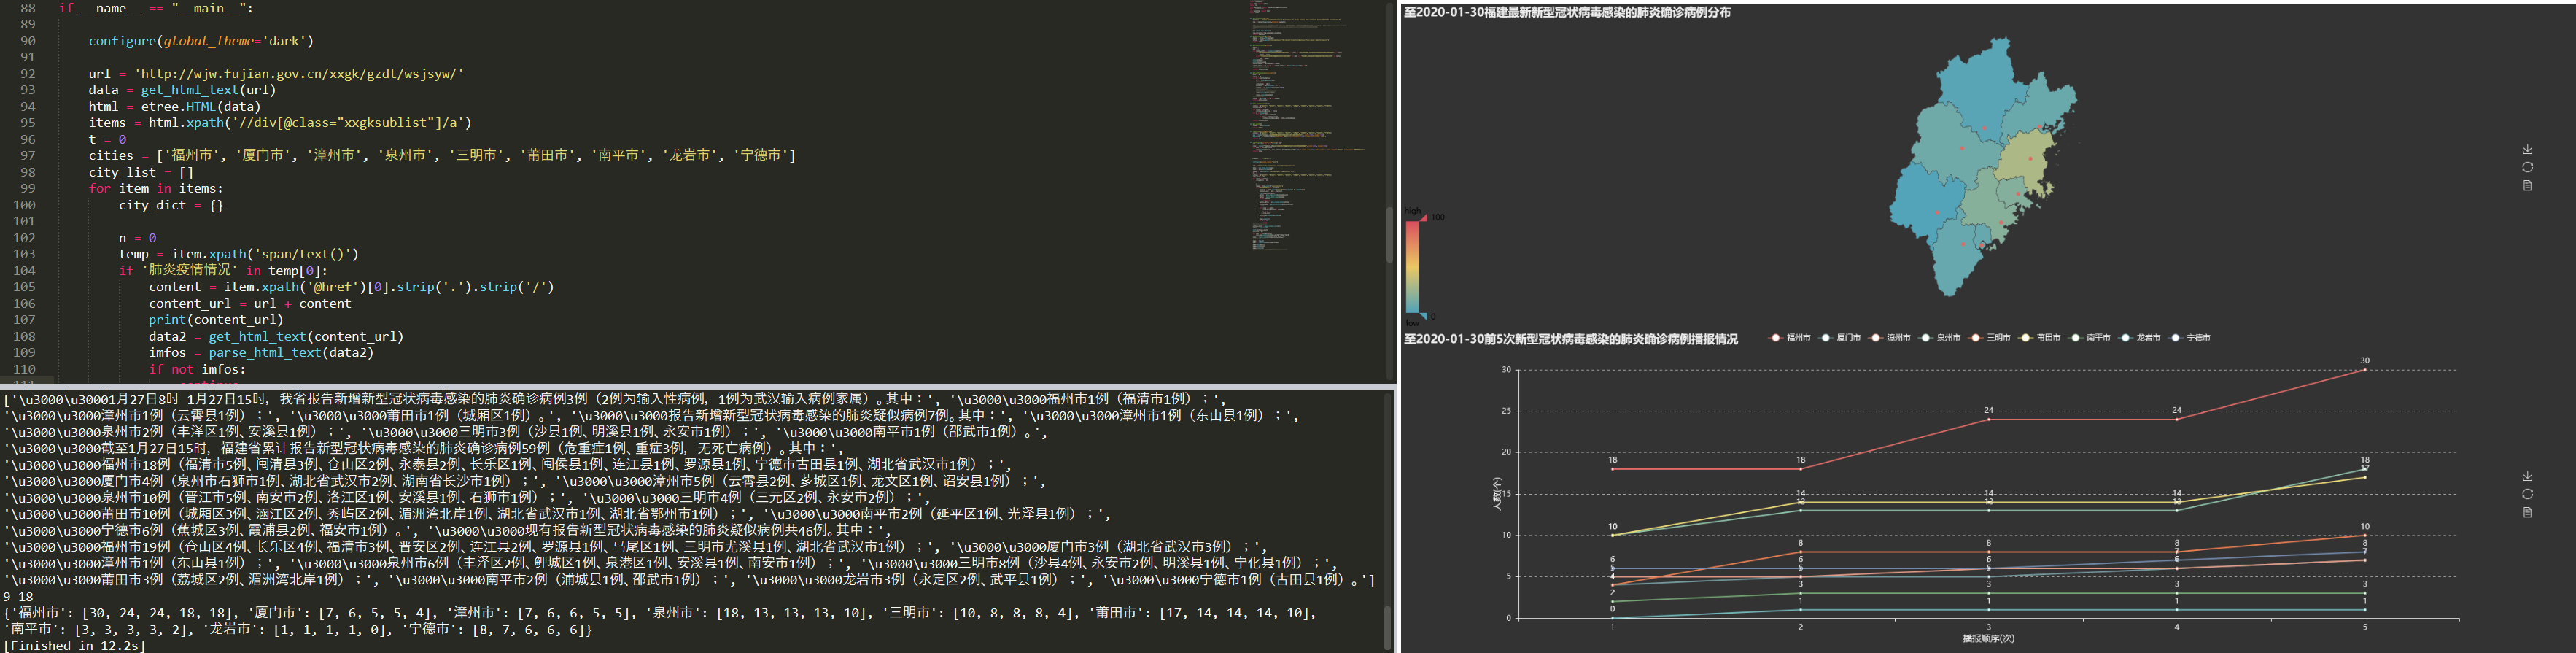 88 if __name__ == "__main__":
89
90 configure(global_theme='dark')
91
92 url = 'http://wjw.fujian.gov.cn/xxgk/gzdt/wsjsyw/'
93 data = get_html_text(url)
94 html = etree.HTML(data)
95 items = html.xpath('//div[@class="xxgksublist"]/a')
96 t = 0
97 cities = ['福州市', '厦门市', '漳州市', '泉州市', '三明市', '莆田市', '南平市', '龙岩市', '宁德市']
98 city_list = []
99 for item in items:
100 city_dict = {}
101
102 n = 0
103 temp = item.xpath('span/text()')
104 if '肺炎疫情情况' in temp[0]:
105 content = item.xpath('@href')[0].strip('.').strip('/')
106 content_url = url + content
107 print(content_url)
108 data2 = get_html_text(content_url)
109 imfos = parse_html_text(data2)
110 if not imfos:
['\u3000\u30001月27日8时—1月27日15时, 我省报告新增新型冠状病毒感染的肺炎确诊病例3例（2例为输入性病例, 1例为武汉输入病例家属）。其中：', '\u3000\u3000福州市1例（福清市1例）；',
'\u3000\u3000漳州市1例（云霄县1例）；', '\u3000\u3000莆田市1例（城厢区1例）。', '\u3000\u3000报告新增新型冠状病毒感染的肺炎疑似病例7例。其中：', '\u3000\u3000漳州市1例（东山县1例）；',
'\u3000\u3000泉州市2例（丰泽区1例、安溪县1例）；', '\u3000\u3000三明市3例（沙县1例、明溪县1例、永安市1例）；', '\u3000\u3000南平市1例（邵武市1例）。',
'\u3000\u3000截至1月27日15时, 福建省累计报告新型冠状病毒感染的肺炎确诊病例59例（危重症1例、重症3例, 无死亡病例）。其中：',
'\u3000\u3000福州市18例（福清市5例、闽清县3例、仓山区2例、永泰县2例、长乐区1例、闽侯县1例、连江县1例、罗源县1例、宁德市古田县1例、湖北省武汉市1例）；',
'\u3000\u3000厦门市4例（泉州市石狮市1例、湖北省武汉市2例、湖南省长沙市1例）；', '\u3000\u3000漳州市5例（云霄县2例、芗城区1例、龙文区1例、诏安县1例）；',
'\u3000\u3000泉州市10例（晋江市5例、南安市2例、洛江区1例、安溪县1例、石狮市1例）；', '\u3000\u3000三明市4例（三元区2例、永安市2例）；',
'\u3000\u3000莆田市10例（城厢区3例、涵江区2例、秀屿区2例、湄洲湾北岸1例、湖北省武汉市1例、湖北省鄂州市1例）；', '\u3000\u3000南平市2例（延平区1例、光泽县1例）；',
'\u3000\u3000宁德市6例（蕉城区3例、霞浦县2例、福安市1例）。', '\u3000\u3000现有报告新型冠状病毒感染的肺炎疑似病例共46例。其中：',
'\u3000\u3000福州市19例（仓山区4例、长乐区4例、福清市3例、晋安区2例、连江县2例、罗源县1例、马尾区1例、三明市尤溪县1例、湖北省武汉市1例）；', '\u3000\u3000厦门市3例（湖北省武汉市3例）；',
'\u3000\u3000漳州市1例（东山县1例）；', '\u3000\u3000泉州市6例（丰泽区2例、鲤城区1例、泉港区1例、安溪县1例、南安市1例）；', '\u3000\u3000三明市8例（沙县4例、永安市2例、明溪县1例、宁化县1例）；',
'\u3000\u3000莆田市3例（荔城区2例、湄洲湾北岸1例）；', '\u3000\u3000南平市2例（浦城县1例、邵武市1例）；', '\u3000\u3000龙岩市3例（永定区2例、武平县1例）；', '\u3000\u3000宁德市1例（古田县1例）。']
9 18
{'福州市': [30, 24, 24, 18, 18], '厦门市': [7, 6, 5, 5, 4], '漳州市': [7, 6, 6, 5, 5], '泉州市': [18, 13, 13, 13, 10], '三明市': [10, 8, 8, 8, 4], '莆田市': [17, 14, 14, 14, 10],
'南平市': [3, 3, 3, 3, 2], '龙岩市': [1, 1, 1, 1, 0], '宁德市': [8, 7, 6, 6, 6]}
[Finished in 12.2s]
至2020-01-30福建最新新型冠状病毒感染的肺炎确诊病例分布
high
100
0
low
至2020-01-30前5次新型冠状病毒感染的肺炎确诊病例播报情况
福州市 厦门市 漳州市 泉州市 三明市 莆田市 南平市 龙岩市 宁德市
人数(个)
30
25
20
15
10
5
0
18 18 24 24 30
10 14 14 14 18
17
6 8 8 8 10
2 3 3 3 3
0 1 1 1 1
1 2 3 4 5
播报顺序(次)